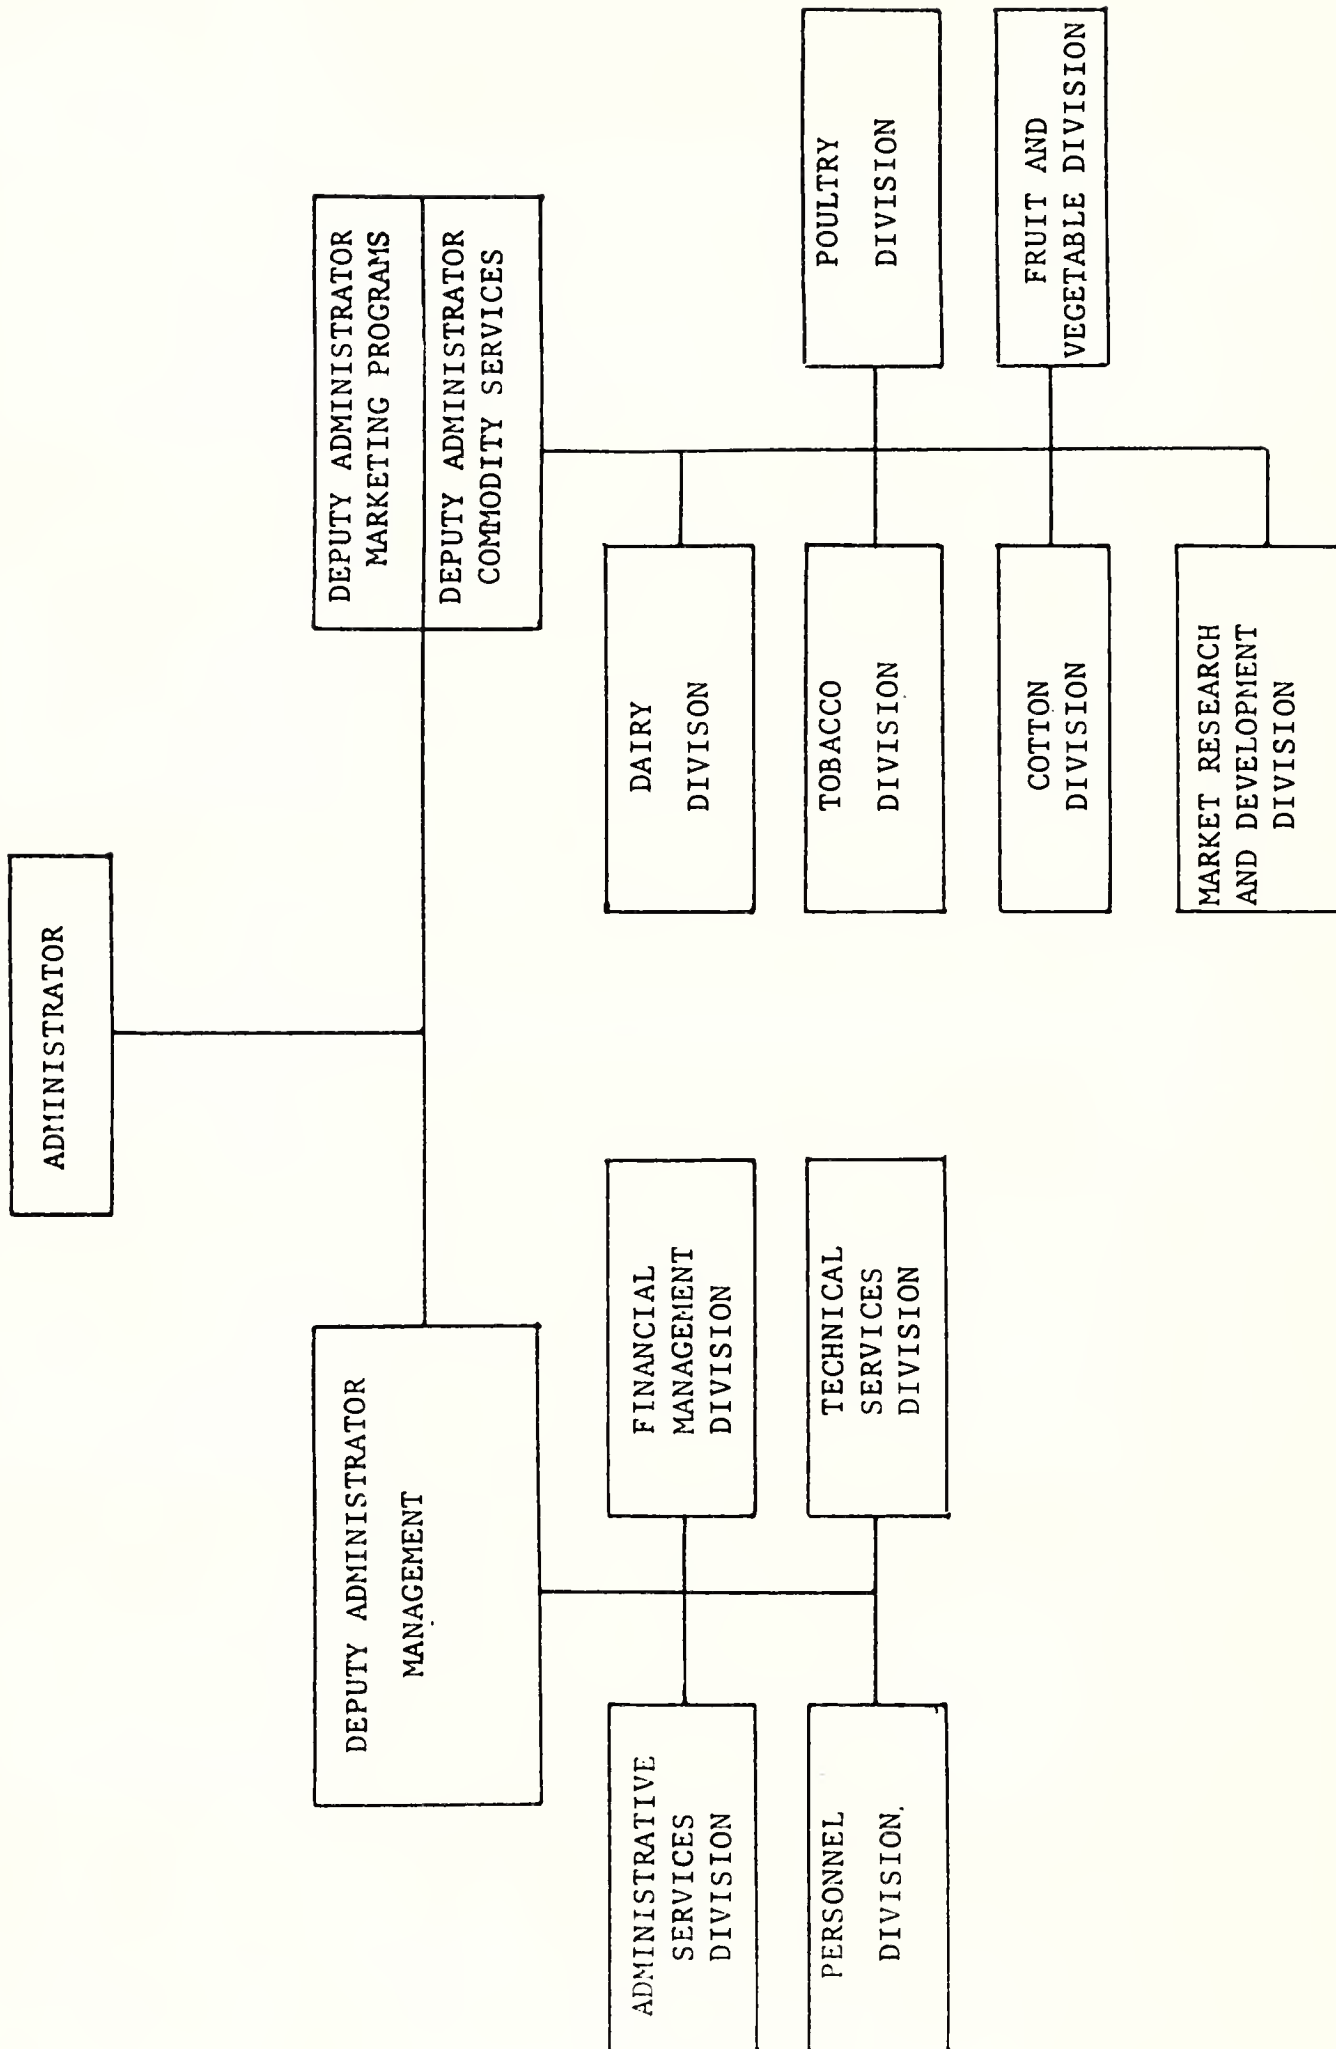 ADMINISTRATOR
DEPUTY ADMINISTRATOR
MANAGEMENT
DEPUTY ADMINISTRATOR
MARKETING PROGRAMS
DEPUTY ADMINISTRATOR
COMMODITY SERVICES
ADMINISTRATIVE
SERVICES
DIVISION
FINANCIAL
MANAGEMENT
DIVISION
PERSONNEL
DIVISION.
TECHNICAL
SERVICES
DIVISION
DAIRY
DIVISON
TOBACCO
DIVISION
POULTRY
DIVISION
COTTON
DIVISION
FRUIT AND
VEGETABLE DIVISION
MARKET RESEARCH
AND DEVELOPMENT
DIVISION